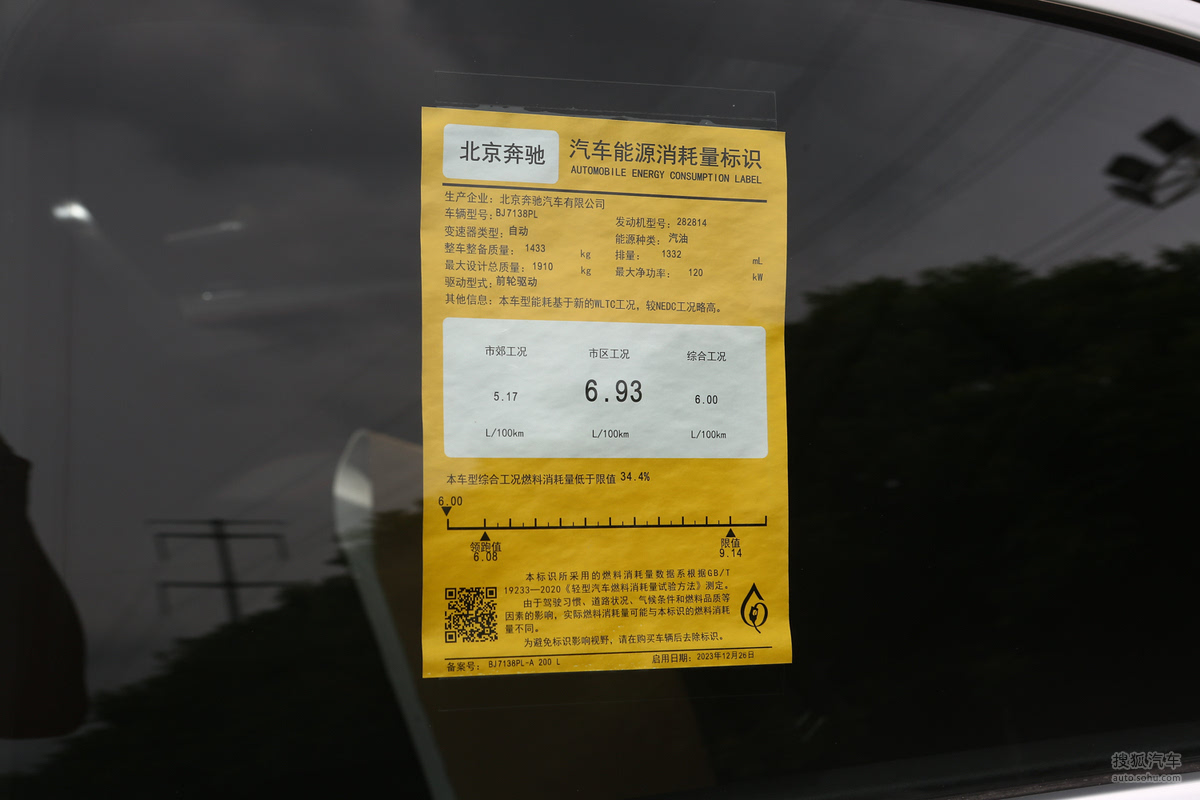 北京奔驰 汽车能源消耗量标识
AUTOMOBILE ENERGY CONSUMPTION LABEL
生产企业：北京奔驰汽车有限公司
车辆型号：BJ7138PL 发动机型号：282814
变速器类型：自动 能源种类：汽油
整车整备质量：1433 kg 排量：1332 mL
最大设计总质量：1910 kg 最大净功率：120 kW
驱动型式：前轮驱动
其他信息：本车型能耗基于新的WLTC工况，较NEDC工况略高。
市郊工况 市区工况 综合工况
5.17 6.93 6.00
L/100km L/100km L/100km
本车型综合工况燃料消耗量低于限值 34.4%
6.00
领跑值 限值
6.08 9.14
本标识所采用的燃料消耗量数据系根据GB/T
19233—2020《轻型汽车燃料消耗量试验方法》测定。
由于驾驶习惯、道路状况、气候条件和燃料品质等
因素的影响，实际燃料消耗量可能与本标识的燃料消耗
量不同。
为避免标识影响视野，请在购买车辆后去除标识。
备案号：BJ7138PL-A 200 L 启用日期：2023年12月26日
搜狐汽车
auto.sohu.com